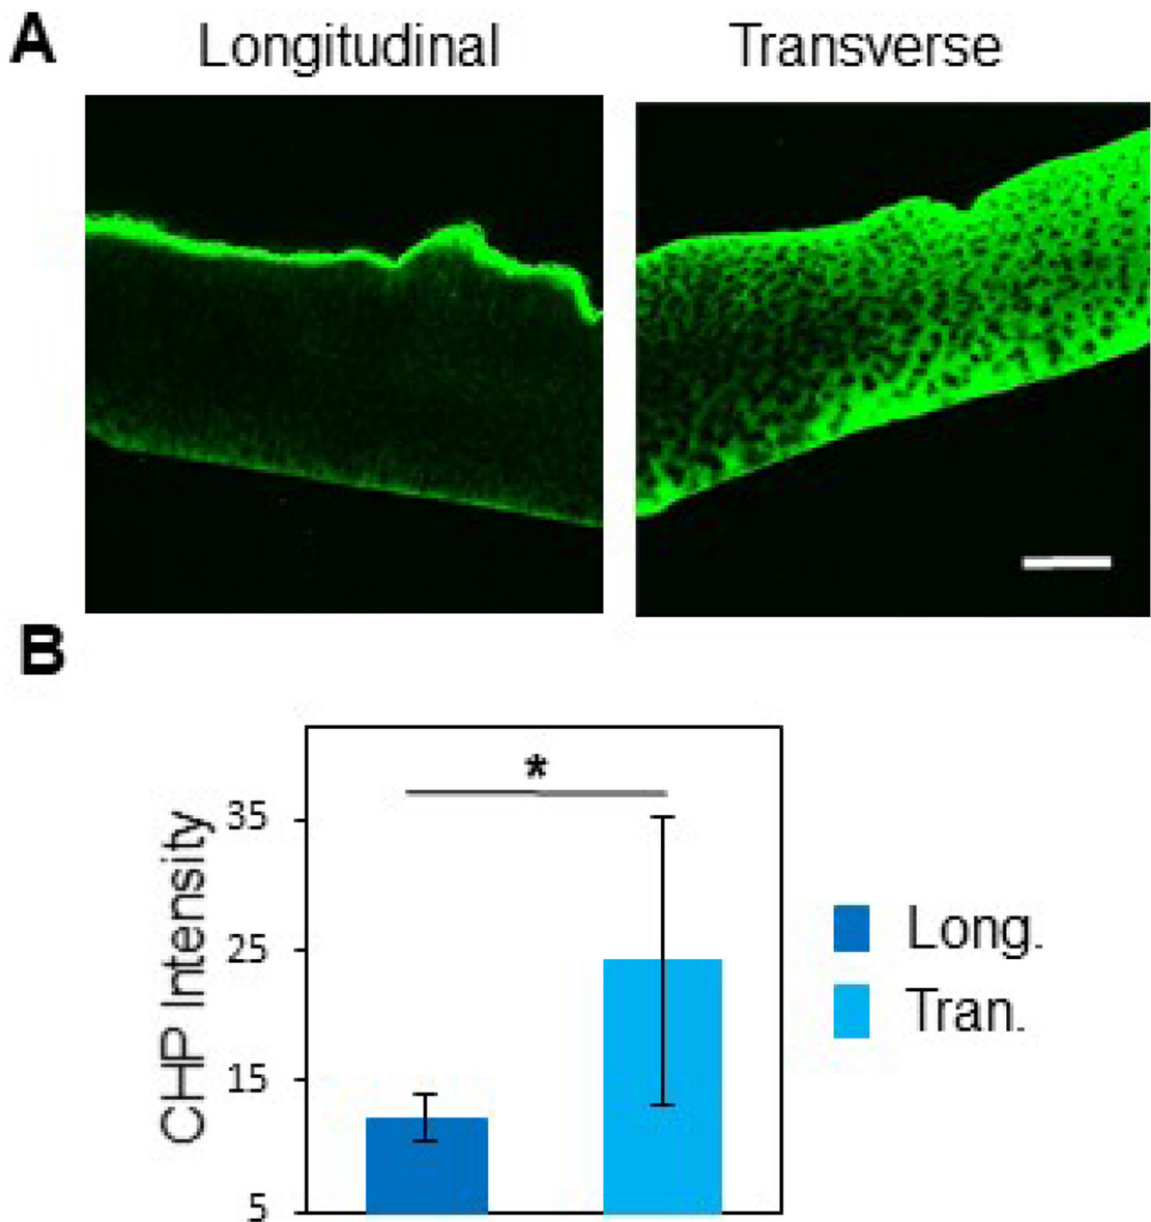 A
Longitudinal
Transverse
B
*
35
25
15
5
CHP Intensity
Long.
Tran.